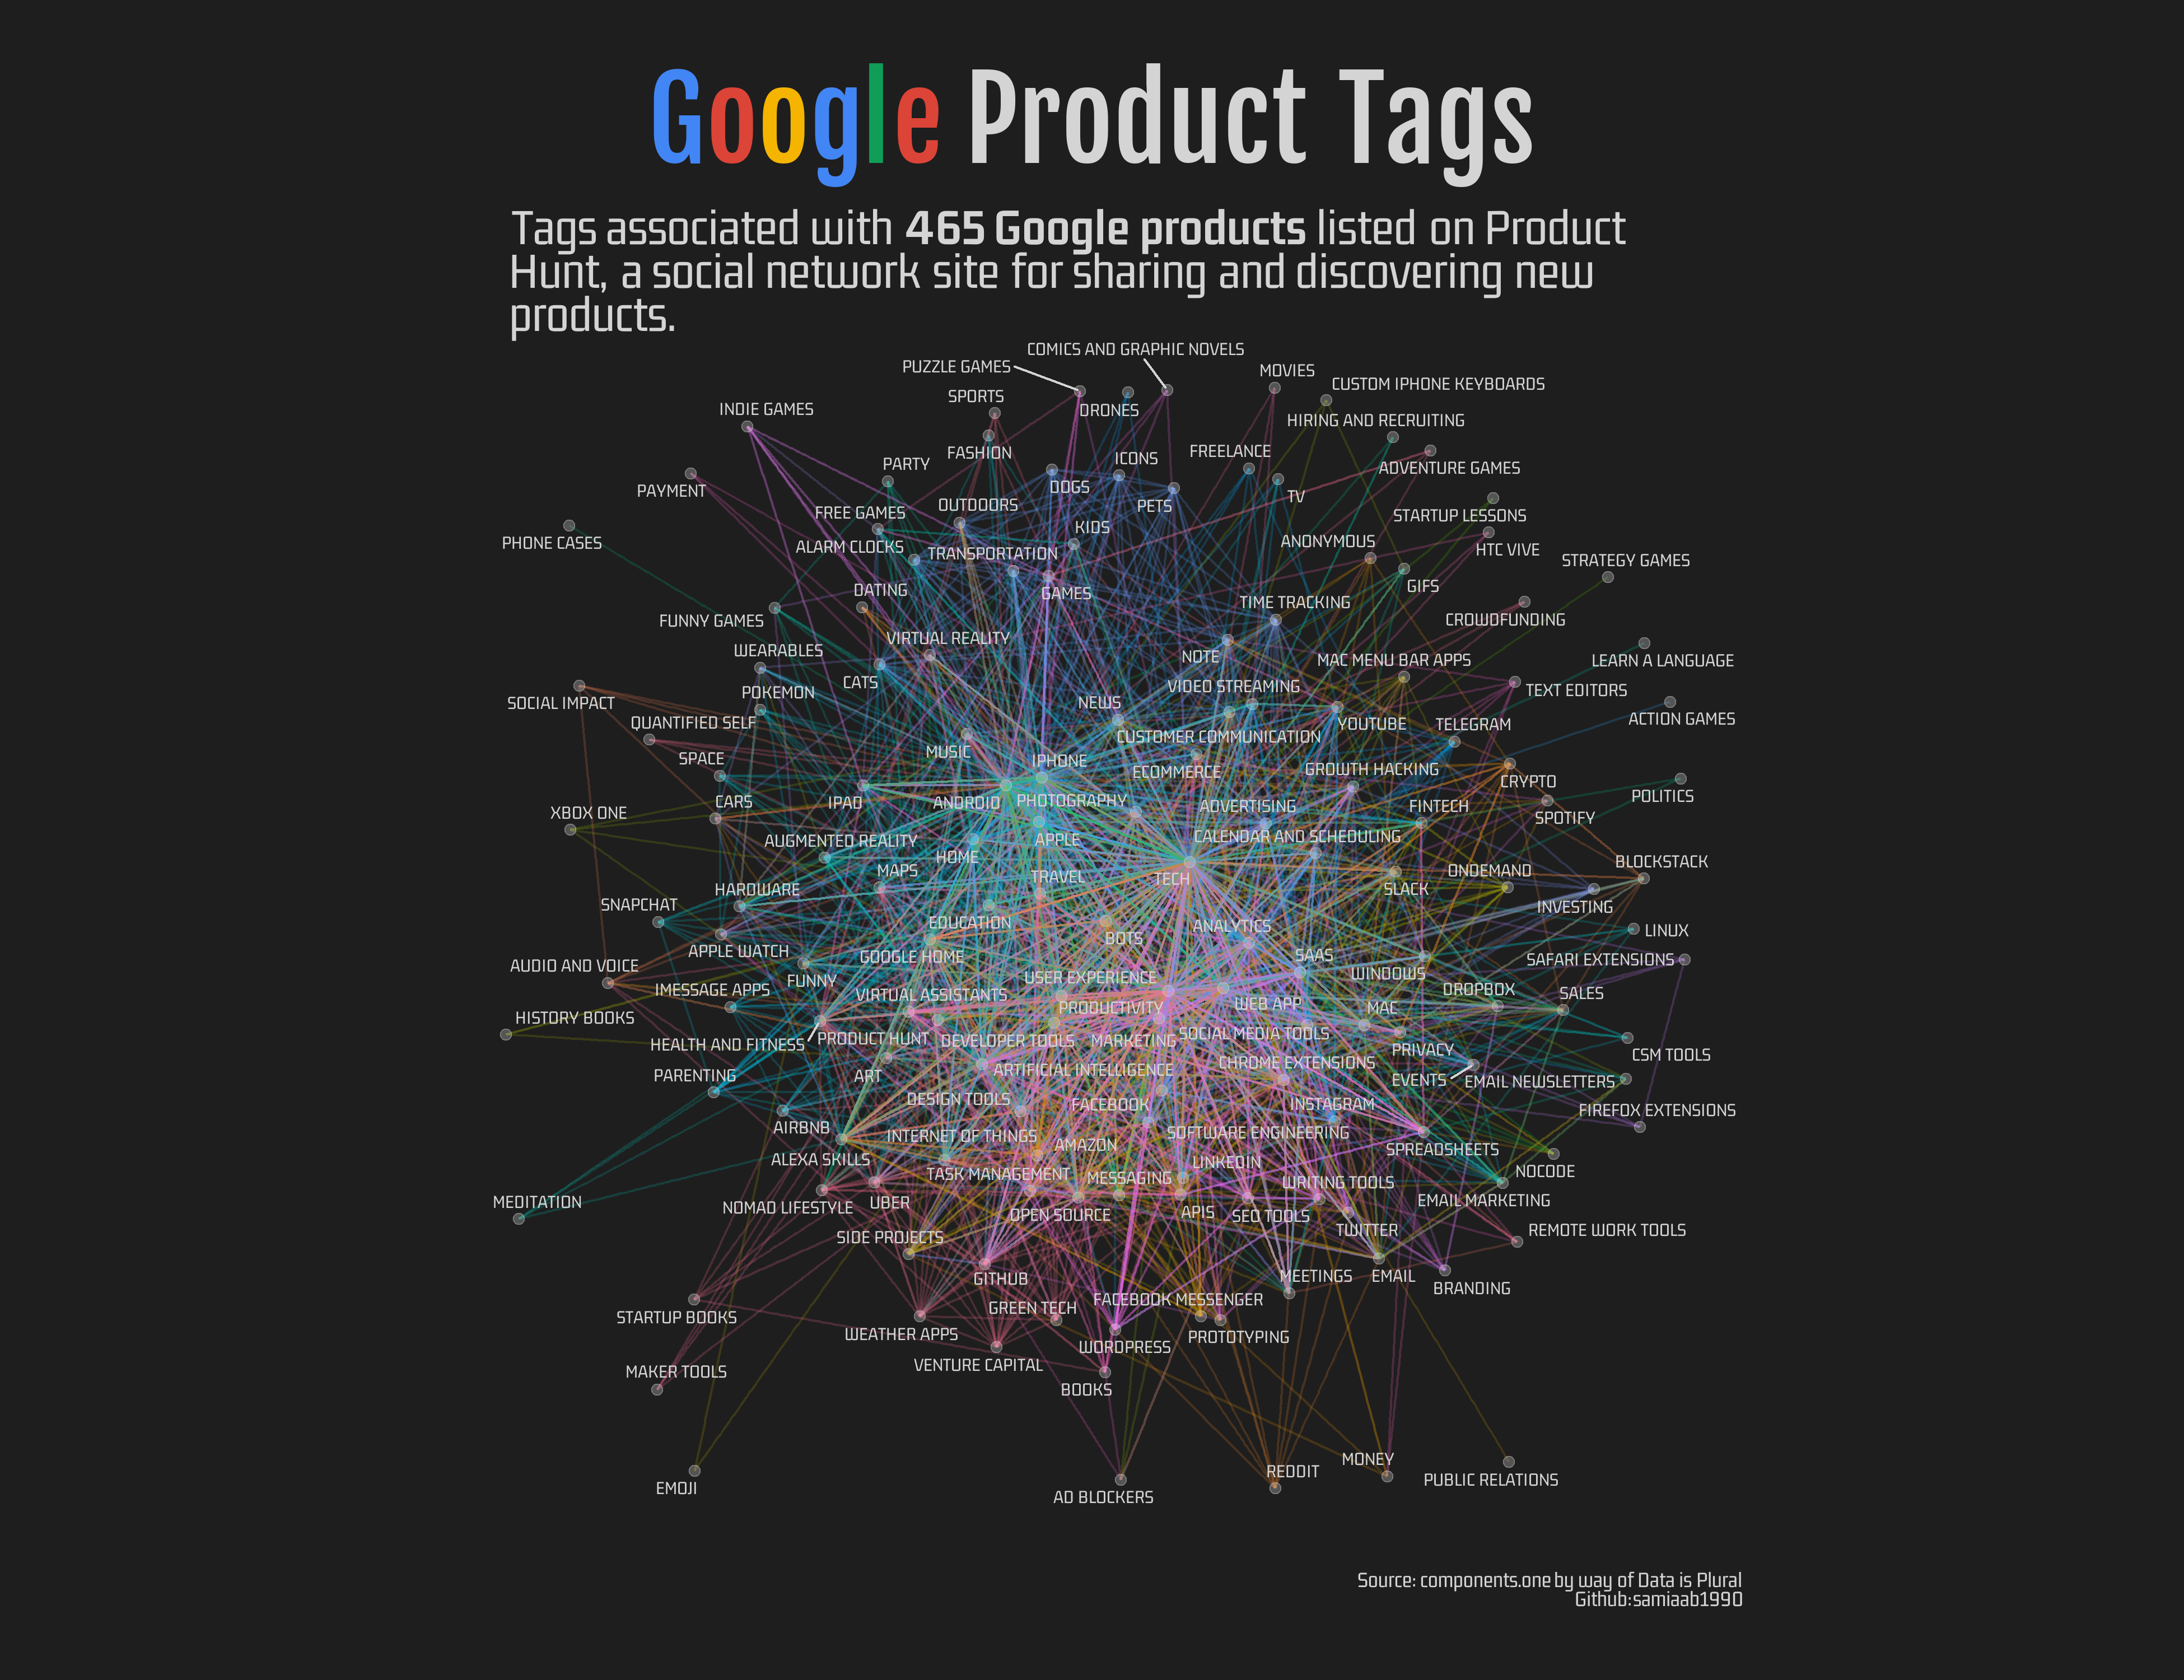 Google Product Tags
Tags associated with 465 Google products listed on Product
Hunt, a social network site for sharing and discovering new
products.
COMICS AND GRAPHIC NOVELS
PUZZLE GAMES
MOVIES
CUSTOM IPHONE KEYBOARDS
SPORTS
INDIE GAMES
DRONES
HIRING AND RECRUITING
FASHION
FREELANCE
ICONS
PARTY
ADVENTURE GAMES
DOGS
PAYMENT
TV
PETS
OUTDOORS
FREE GAMES
STARTUP LESSONS
KIDS
PHONE CASES
ANONYMOUS
ALARM CLOCKS
HTC VIVE
TRANSPORTATION
STRATEGY GAMES
GIFS
DATING
GAMES
TIME TRACKING
FUNNY GAMES
CROWDFUNDING
VIRTUAL REALITY
WEARABLES
NOTE
MAC MENU BAR APPS
LEARN A LANGUAGE
CATS
VIDEO STREAMING
TEXT EDITORS
POKEMON
SOCIAL IMPACT
NEWS
ACTION GAMES
QUANTIFIED SELF
YOUTUBE
TELEGRAM
CUSTOMER COMMUNICATION
MUSIC
SPACE
IPHONE
GROWTH HACKING
ECOMMERCE
CRYPTO
POLITICS
CARS
IPAD
ANDROID
PHOTOGRAPHY
ADVERTISING
FINTECH
XBOX ONE
SPOTIFY
AUGMENTED REALITY
APPLE
CALENDAR AND SCHEDULING
HOME
BLOCKSTACK
MAPS
ONDEMAND
TRAVEL
TECH
HARDWARE
SLACK
SNAPCHAT
INVESTING
EDUCATION
ANALYTICS
LINUX
BOTS
APPLE WATCH
GOOGLE HOME
SAAS
SAFARI EXTENSIONS
AUDIO AND VOICE
WINDOWS
FUNNY
USER EXPERIENCE
IMESSAGE APPS
DROPBOX
VIRTUAL ASSISTANTS
SALES
WEB APP
PRODUCTIVITY
MAC
HISTORY BOOKS
SOCIAL MEDIA TOOLS
PRODUCT HUNT
DEVELOPER TOOLS
MARKETING
HEALTH AND FITNESS
PRIVACY
CSM TOOLS
CHROME EXTENSIONS
ARTIFICIAL INTELLIGENCE
PARENTING
ART
EVENTS
EMAIL NEWSLETTERS
DESIGN TOOLS
FACEBOOK
INSTAGRAM
FIREFOX EXTENSIONS
AIRBNB
SOFTWARE ENGINEERING
INTERNET OF THINGS
AMAZON
SPREADSHEETS
ALEXA SKILLS
LINKEDIN
NOCODE
TASK MANAGEMENT
MESSAGING
WRITING TOOLS
MEDITATION
UBER
EMAIL MARKETING
NOMAD LIFESTYLE
APIS
OPEN SOURCE
SEO TOOLS
TWITTER
REMOTE WORK TOOLS
SIDE PROJECTS
GITHUB
MEETINGS
EMAIL
BRANDING
FACEBOOK MESSENGER
GREEN TECH
STARTUP BOOKS
WEATHER APPS
PROTOTYPING
WORDPRESS
VENTURE CAPITAL
MAKER TOOLS
BOOKS
MONEY
REDDIT
PUBLIC RELATIONS
EMOJI
AD BLOCKERS
Source: components.one by way of Data is Plural
Github:samiaab1990